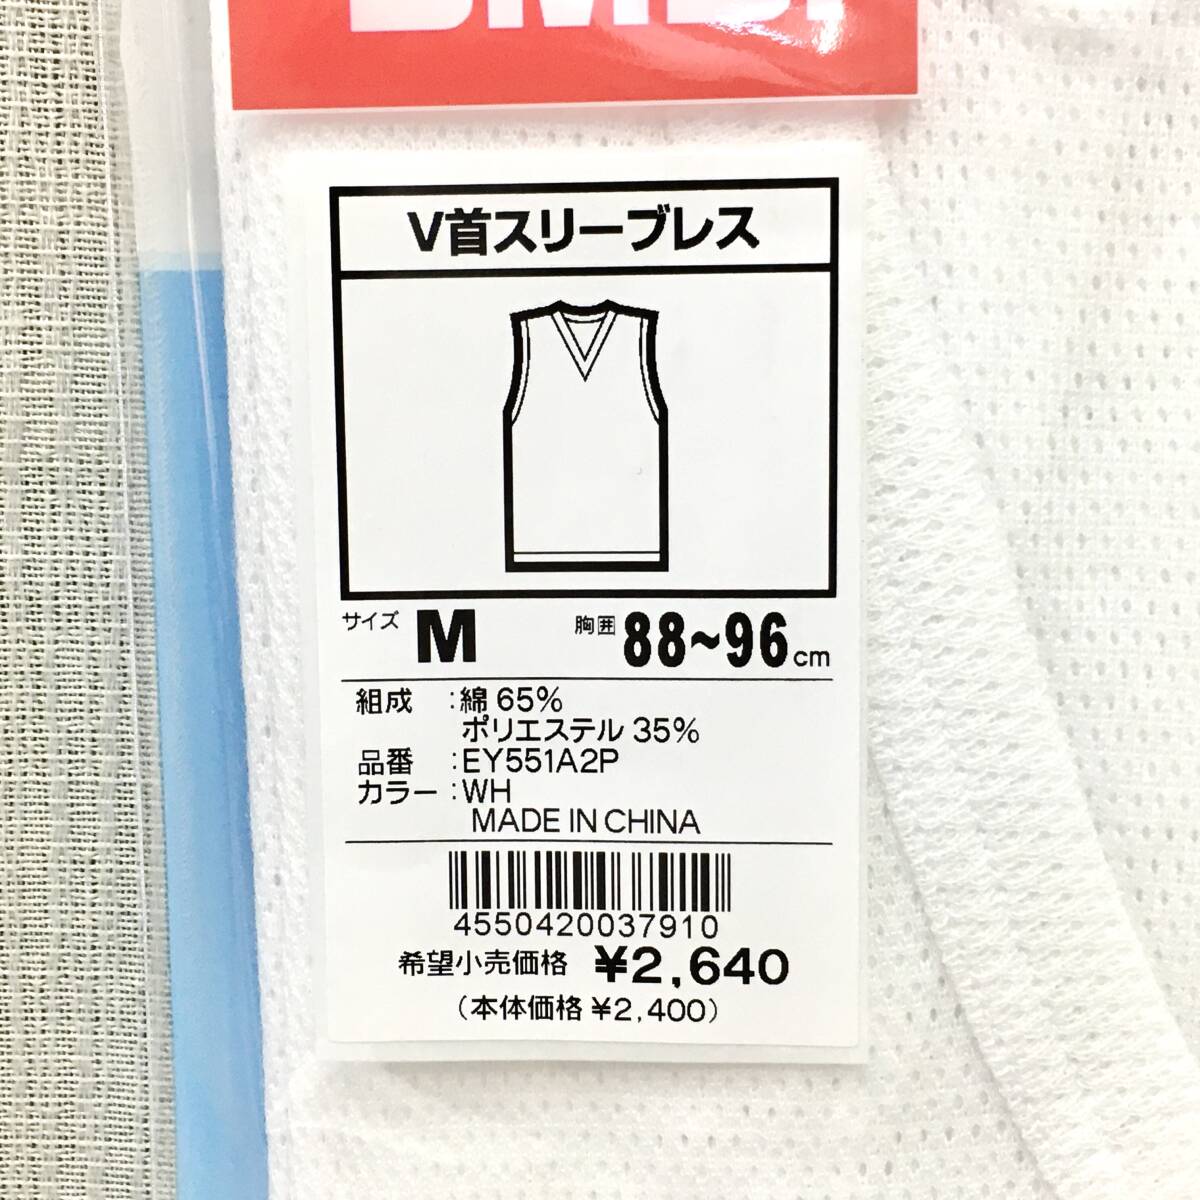 V首スリーブレス
サイズ M 胸囲 88~96cm
組成 :綿 65%
ポリエステル 35%
品番 :EY551A2P
カラー :WH
MADE IN CHINA
4550420037910
希望小売価格 ¥2,640
(本体価格 ¥2,400)